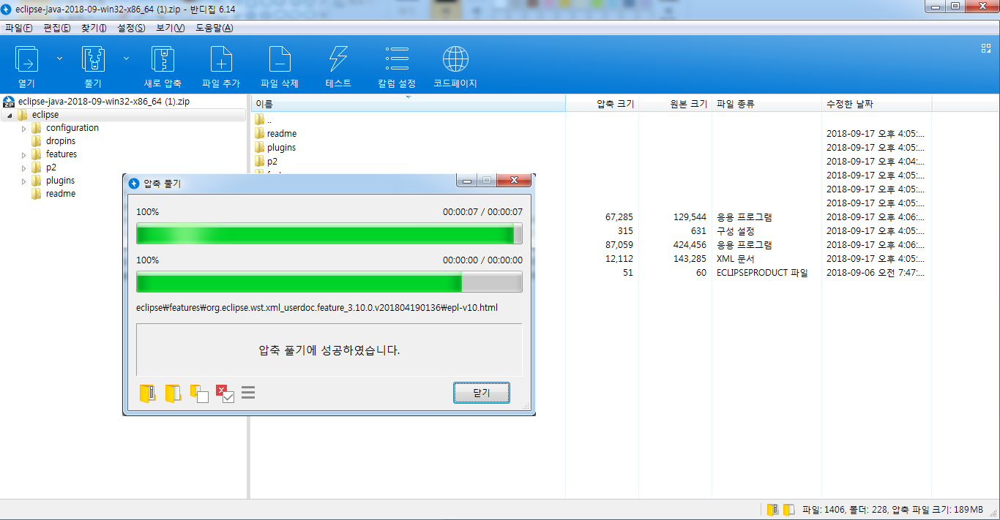 eclipse-java-2018-09-win32-x86_64 (1).zip - 반디집 6.14
파일(F) 편집(E) 찾기(I) 설정(S) 보기(V) 도움말(A)
열기 풀기 새로 압축 파일 추가 파일 삭제 테스트 칼럼 설정 코드페이지
eclipse-java-2018-09-win32-x86_64 (1).zip
eclipse
configuration
dropins
features
p2
plugins
readme
이름 압축 크기 원본 크기 파일 종류 수정한 날짜
..
readme 2018-09-17 오후 4:05:...
plugins 2018-09-17 오후 4:05:...
p2 2018-09-17 오후 4:04:...
2018-09-17 오후 4:05:...
2018-09-17 오후 4:05:...
2018-09-17 오후 4:05:...
67,285 129,544 응용 프로그램 2018-09-17 오후 4:06:...
315 631 구성 설정 2018-09-17 오후 4:05:...
87,059 424,456 응용 프로그램 2018-09-17 오후 4:06:...
12,112 143,285 XML 문서 2018-09-17 오후 4:05:...
51 60 ECLIPSEPRODUCT 파일 2018-09-06 오전 7:47:...
압축 풀기
100% 00:00:07 / 00:00:07
100% 00:00:00 / 00:00:00
eclipse₩features₩org.eclipse.wst.xml_userdoc.feature_3.10.0.v201804190136₩epl-v10.html
압축 풀기에 성공하였습니다.
닫기
파일: 1406, 폴더: 228, 압축 파일 크기: 189MB